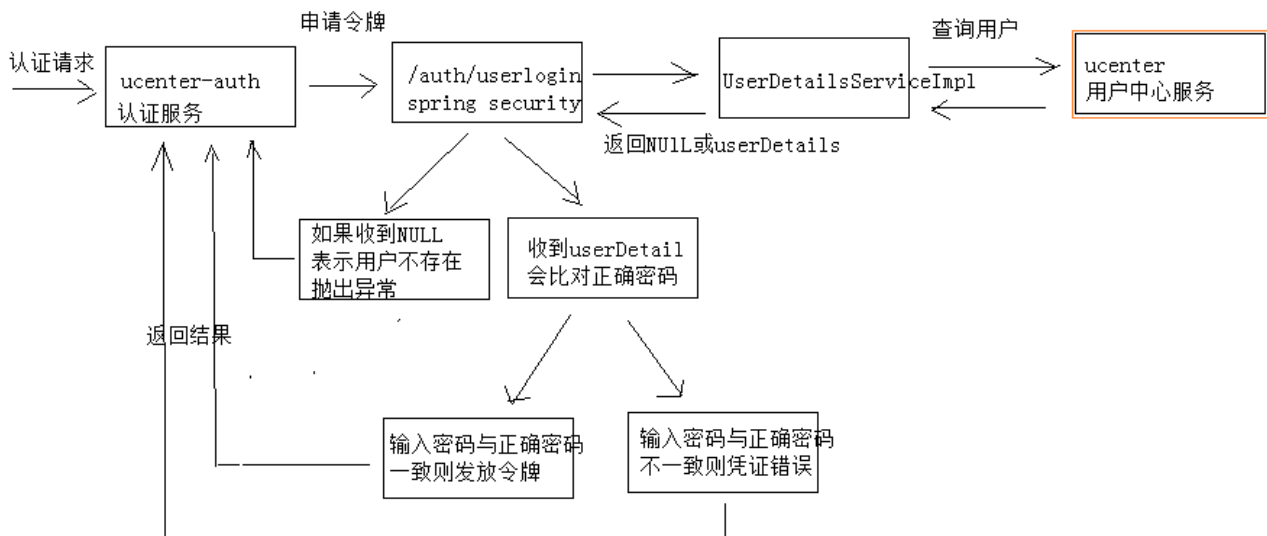 申请令牌
查询用户
认证请求
ucenter-auth
认证服务
/auth/userlogin
spring security
UserDetailsServiceImpl
ucenter
用户中心服务
返回NUlL或userDetails
如果收到NULL
表示用户不存在
抛出异常
收到userDetail
会比对正确密码
返回结果
输入密码与正确密码
一致则发放令牌
输入密码与正确密码
不一致则凭证错误